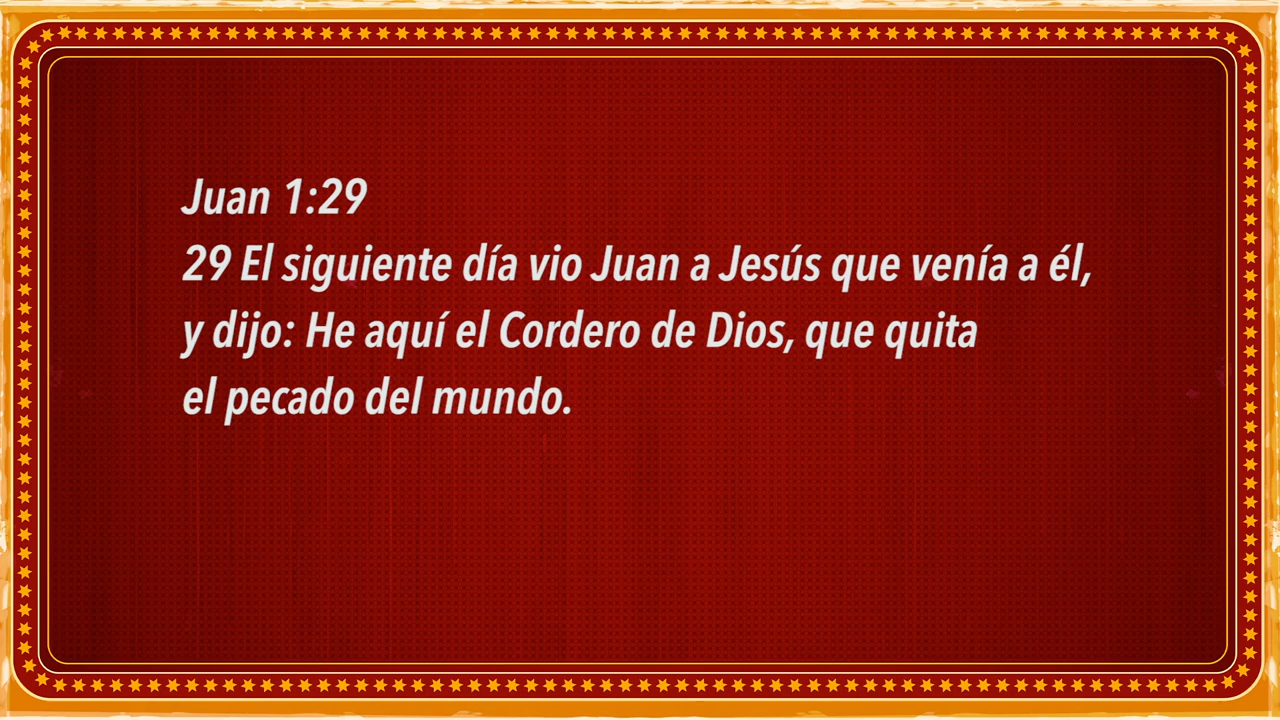 Juan 1:29
29 El siguiente día vio Juan a Jesús que venía a él,
y dijo: He aquí el Cordero de Dios, que quita
el pecado del mundo.